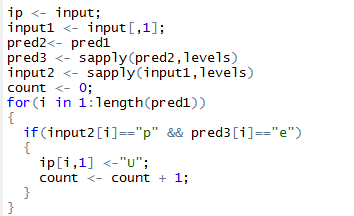 ip <- input;
input1 <- input[,1];
pred2<- pred1
pred3 <- sapply(pred2,levels)
input2 <- sapply(input1,levels)
count <- 0;
for(i in 1:length(pred1))
{
  if(input2[i]=="p" && pred3[i]=="e")
  {
    ip[i,1] <-"U";
    count <- count + 1;
  }
}